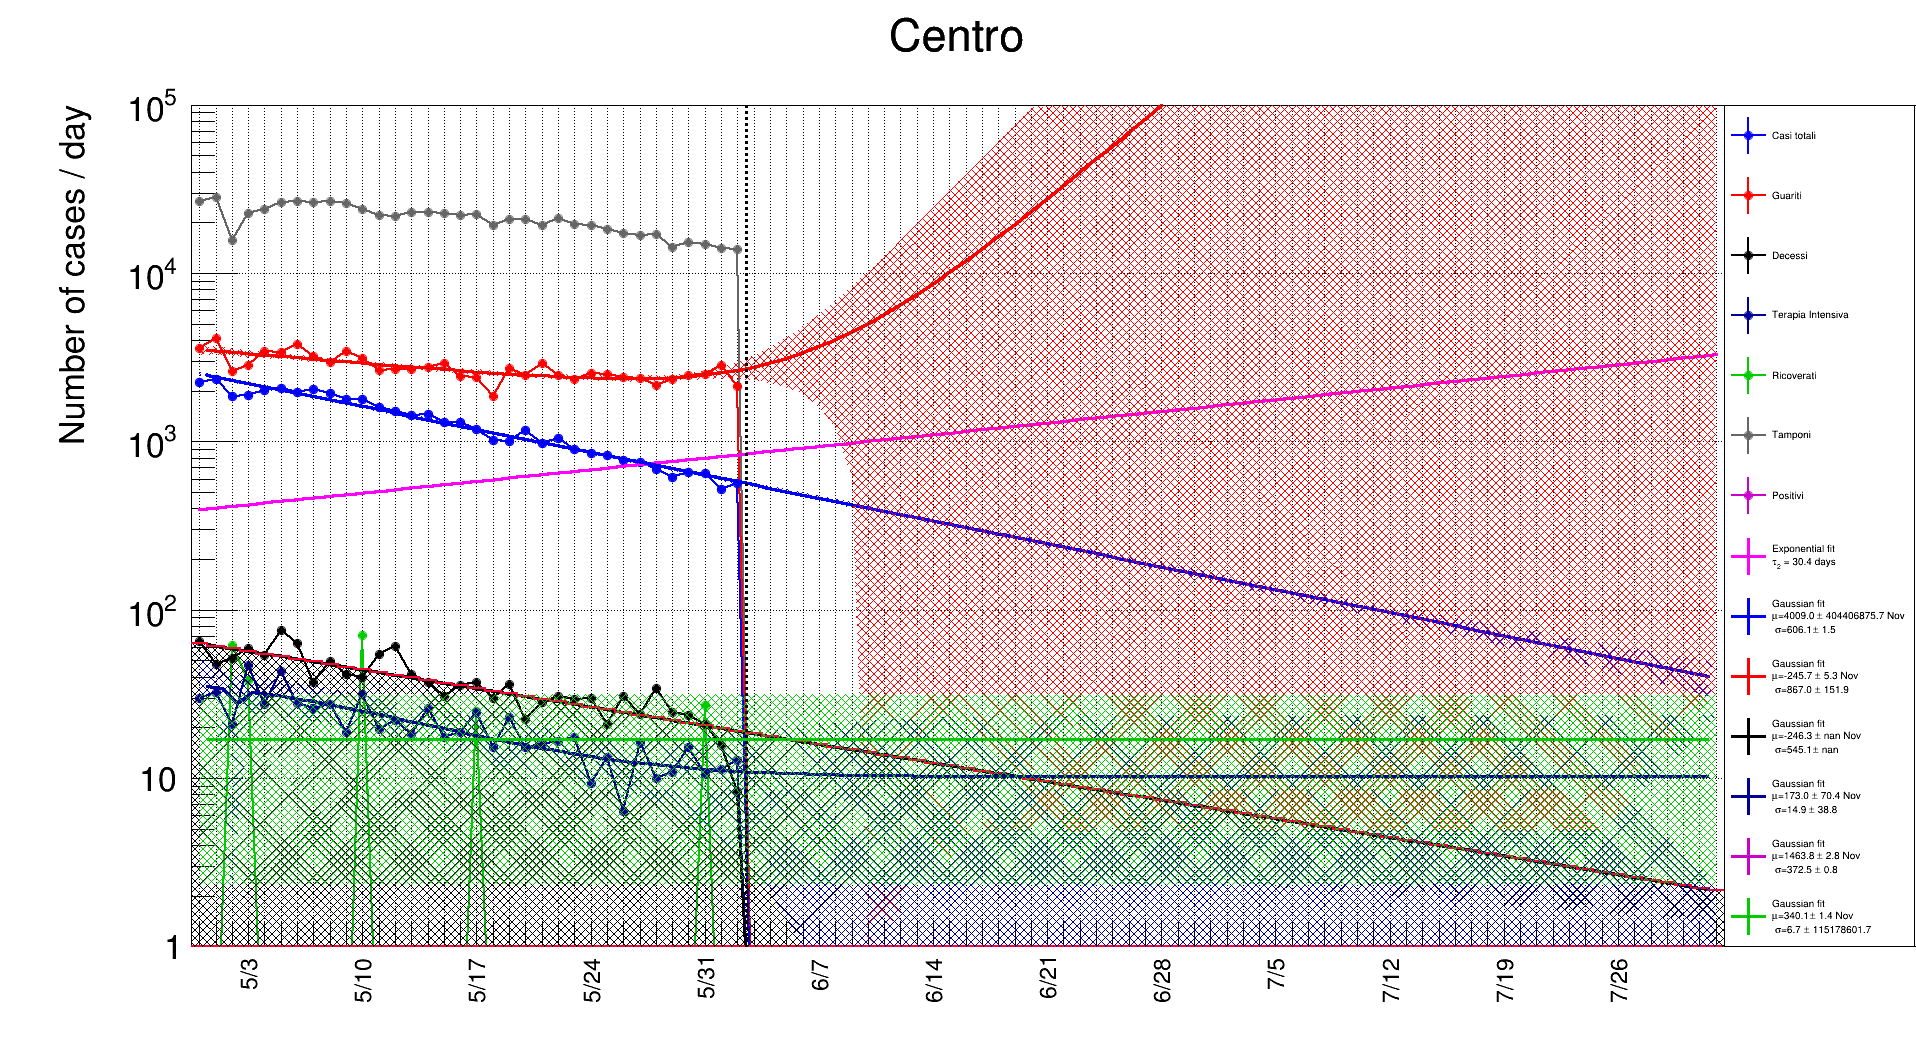 Centro
Number of cases / day
10^5
10^4
10^3
10^2
10
1
5/3
5/10
5/17
5/24
5/31
6/7
6/14
6/21
6/28
7/5
7/12
7/19
7/26
Casi totali
Guariti
Decessi
Terapia Intensiva
Ricoverati
Tamponi
Positivi
Exponential fit
τ₂ = 30.4 days
Gaussian fit
μ=4009.0 ± 404406875.7 Nov
σ=606.1 ± 1.5
Gaussian fit
μ=-245.7 ± 5.3 Nov
σ=867.0 ± 151.9
Gaussian fit
μ=-246.3 ± nan Nov
σ=545.1 ± nan
Gaussian fit
μ=173.0 ± 70.4 Nov
σ=14.9 ± 38.8
Gaussian fit
μ=1463.8 ± 2.8 Nov
σ=372.5 ± 0.8
Gaussian fit
μ=340.1 ± 1.4 Nov
σ=6.7 ± 115178601.7